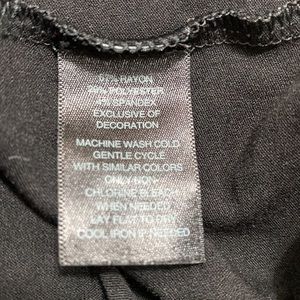 67% RAYON
29% POLYESTER
4% SPANDEX
EXCLUSIVE OF
DECORATION
MACHINE WASH COLD
GENTLE CYCLE
WITH SIMILAR COLORS
ONLY NON-
CHLORINE BLEACH
WHEN NEEDED
LAY FLAT TO DRY
COOL IRON IF NEEDED